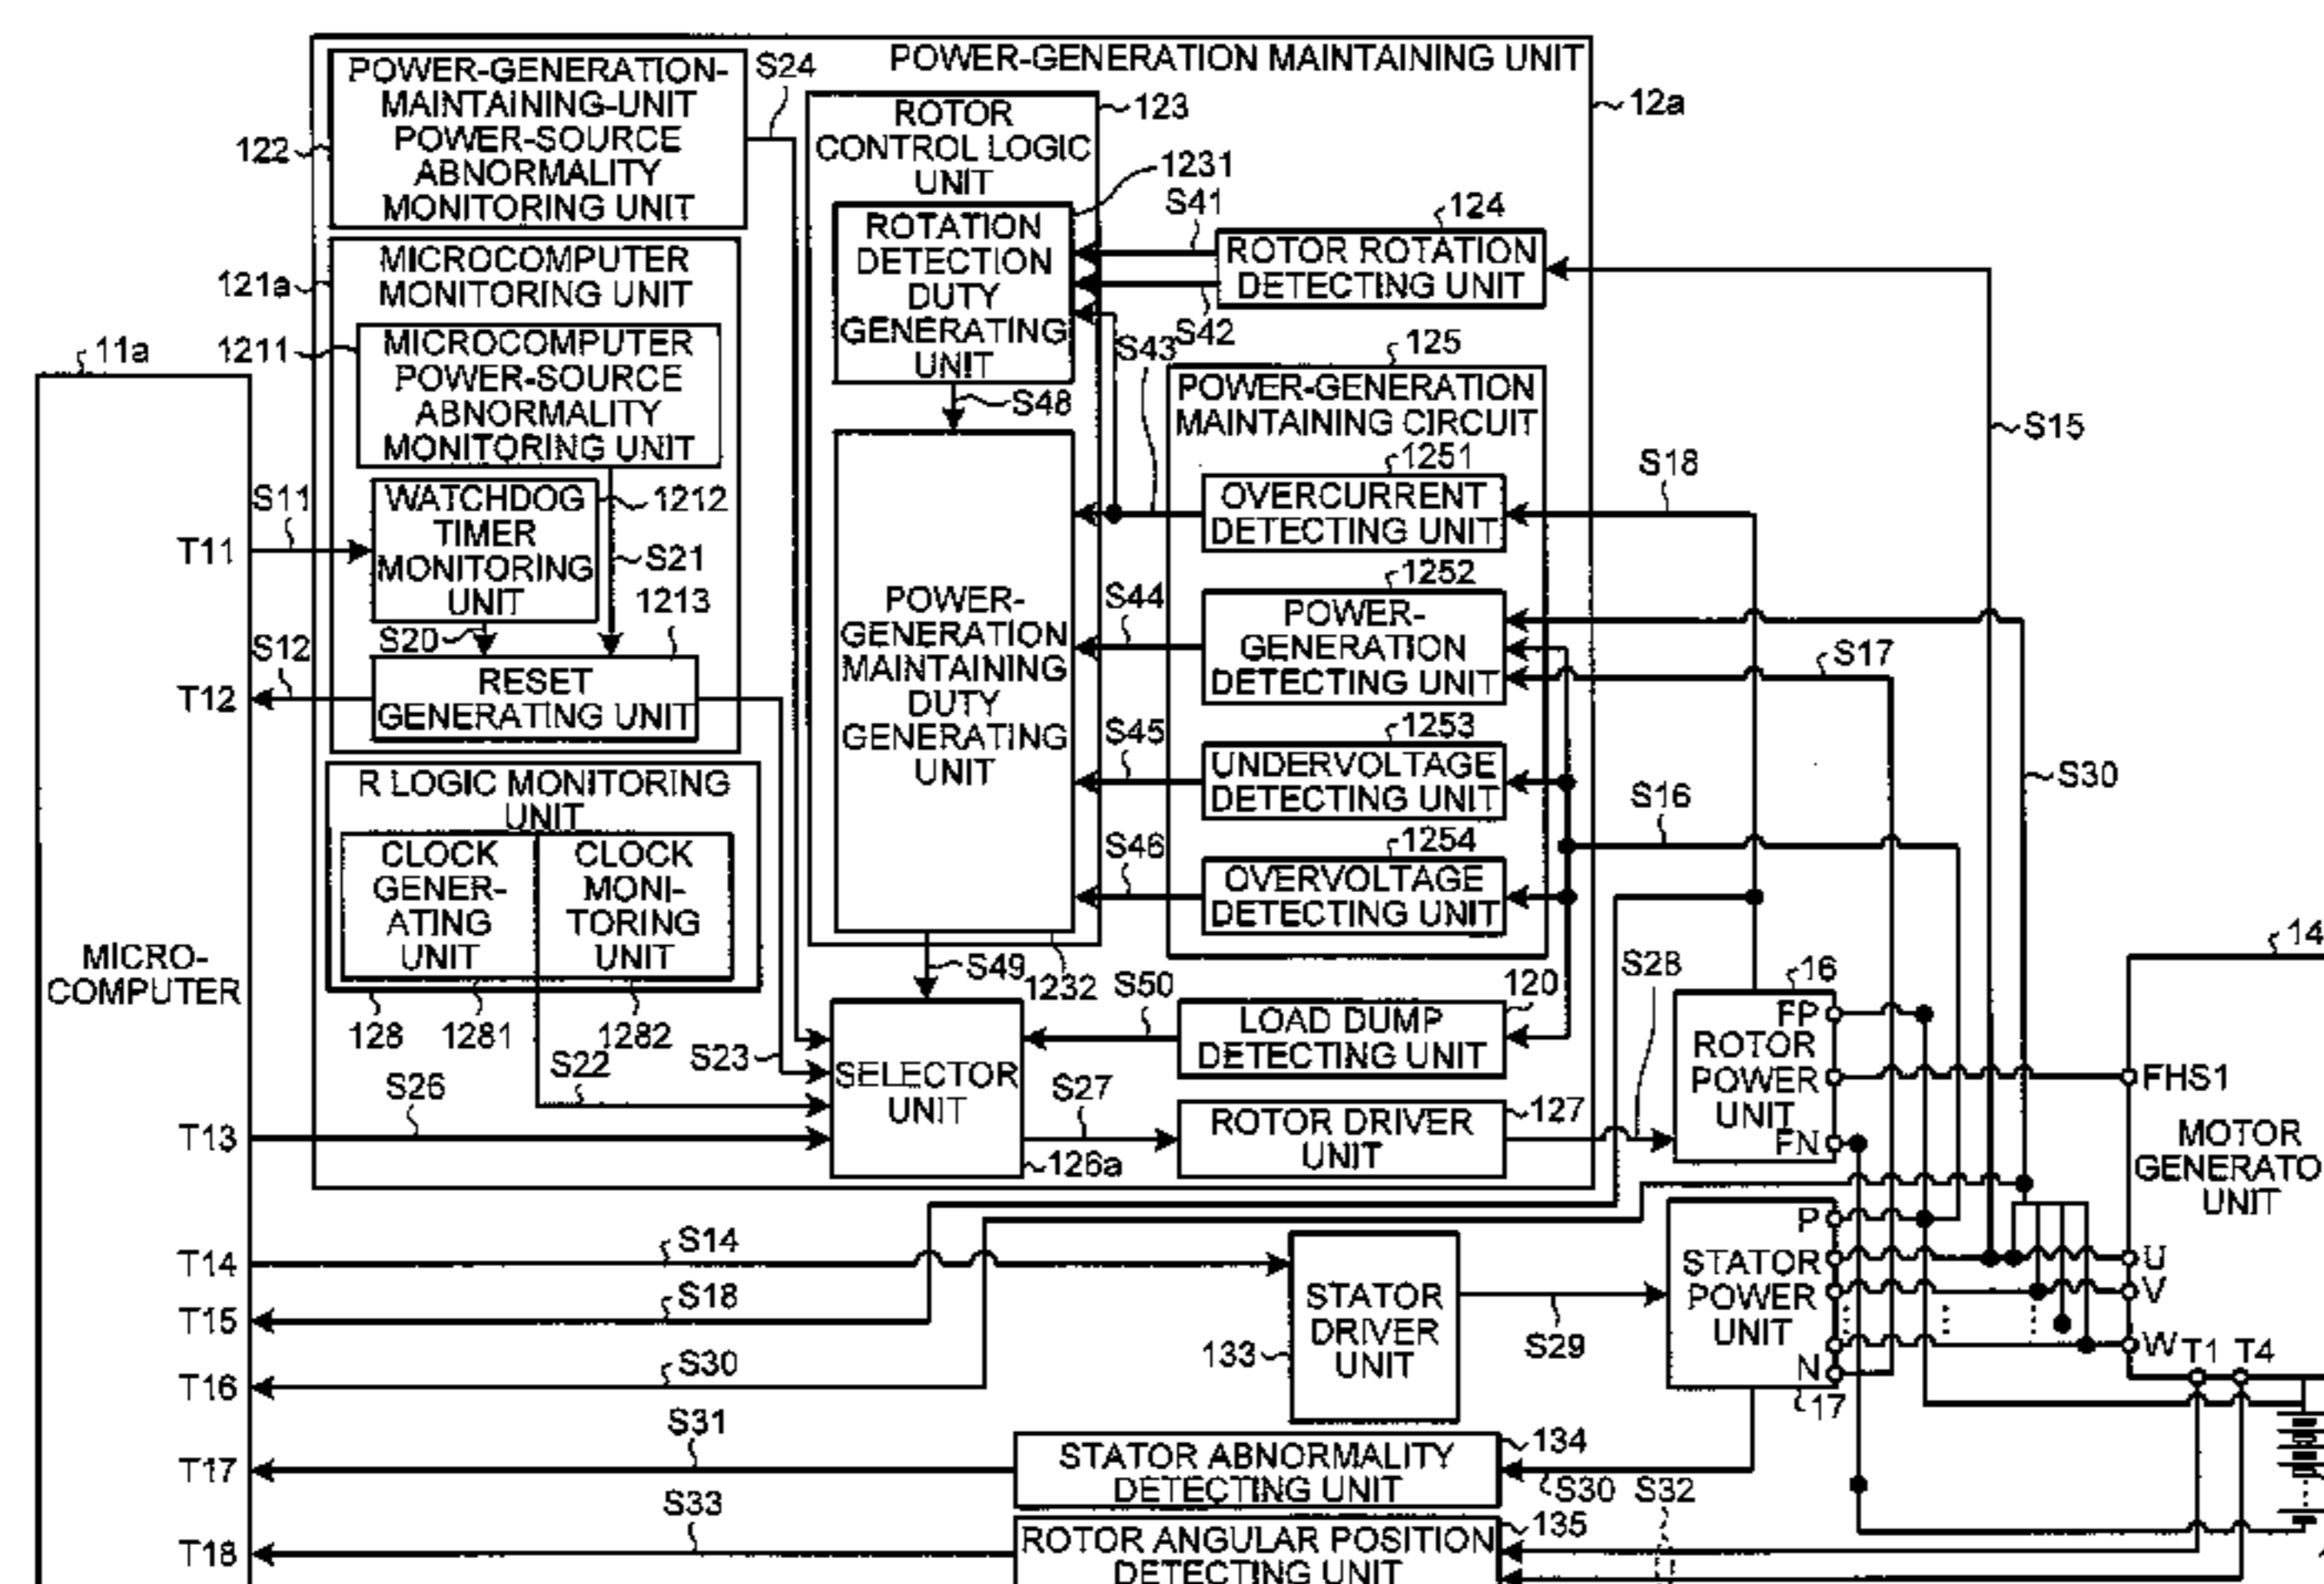 POWER-GENERATION MAINTAINING UNIT
12a
POWER-GENERATION-
MAINTAINING-UNIT
POWER-SOURCE
ABNORMALITY
MONITORING UNIT
122
S24
ROTOR
CONTROL LOGIC
UNIT
123
1231
ROTATION
DETECTION
DUTY
GENERATING
UNIT
S41
S42
124
ROTOR ROTATION
DETECTING UNIT
121a
MICROCOMPUTER
MONITORING UNIT
1211
MICROCOMPUTER
POWER-SOURCE
ABNORMALITY
MONITORING UNIT
11a
S43
S48
125
POWER-GENERATION
MAINTAINING CIRCUIT
S15
1251
OVERCURRENT
DETECTING UNIT
S18
S11
T11
WATCHDOG
TIMER
MONITORING
UNIT
1212
S21
1213
S20
1252
POWER-
GENERATION
DETECTING UNIT
S44
POWER-
GENERATION
MAINTAINING
DUTY
GENERATING
UNIT
S12
T12
RESET
GENERATING UNIT
S17
S45
1253
UNDERVOLTAGE
DETECTING UNIT
S30
S16
R LOGIC MONITORING
UNIT
CLOCK
GENER-
ATING
UNIT
CLOCK
MONI-
TORING
UNIT
S46
1254
OVERVOLTAGE
DETECTING UNIT
MICRO-
COMPUTER
128
1281
1282
S49
1232
S50
120
LOAD DUMP
DETECTING UNIT
S28
16
FP
ROTOR
POWER
UNIT
FN
14
FHS1
MOTOR
GENERATO
UNIT
S23
S22
S26
T13
SELECTOR
UNIT
126a
S27
ROTOR DRIVER
UNIT
127
S14
T14
S18
T15
S30
T16
STATOR
DRIVER
UNIT
133
S29
P
STATOR
POWER
UNIT
N
17
U
V
W
T1
T4
S31
T17
STATOR ABNORMALITY
DETECTING UNIT
134
S30
S32
S33
T18
ROTOR ANGULAR POSITION
DETECTING UNIT
135